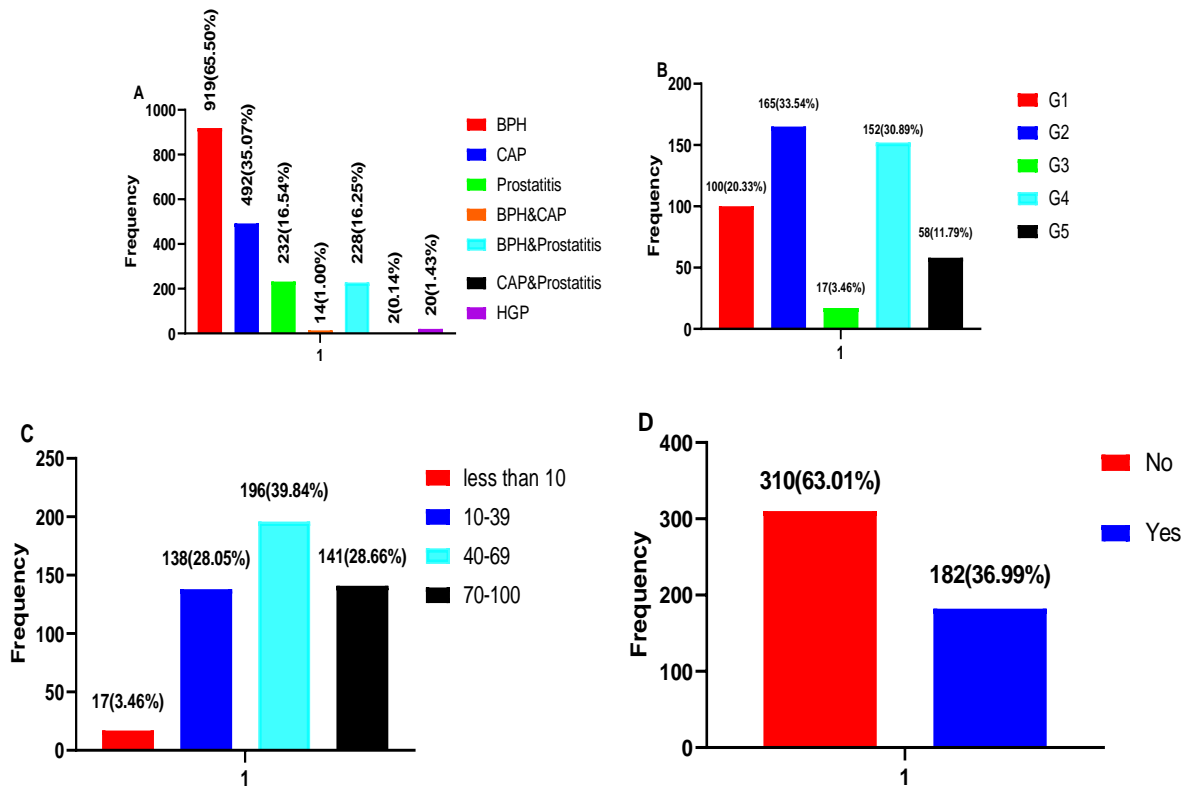 A
919(65.50%)
492(35.07%)
232(16.54%)
14(1.00%)
228(16.25%)
2(0.14%)
20(1.43%)
Frequency
1000
800
600
400
200
0
1
BPH
CAP
Prostatitis
BPH&CAP
BPH&Prostatitis
CAP&Prostatitis
HGP
B
100(20.33%)
165(33.54%)
17(3.46%)
152(30.89%)
58(11.79%)
Frequency
200
150
100
50
0
1
G1
G2
G3
G4
G5
C
17(3.46%)
138(28.05%)
196(39.84%)
141(28.66%)
Frequency
250
200
150
100
50
0
1
less than 10
10-39
40-69
70-100
D
310(63.01%)
182(36.99%)
Frequency
400
300
200
100
0
1
No
Yes